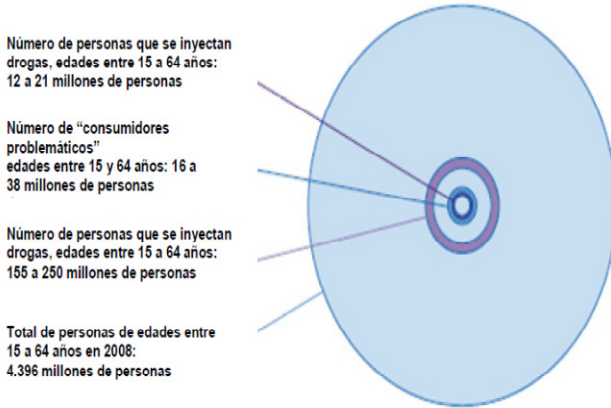 Número de personas que se inyectan
drogas, edades entre 15 a 64 años:
12 a 21 millones de personas
Número de “consumidores
problemáticos”
edades entre 15 y 64 años: 16 a
38 millones de personas
Número de personas que se inyectan
drogas, edades entre 15 a 64 años:
155 a 250 millones de personas
Total de personas de edades entre
15 a 64 años en 2008:
4.396 millones de personas